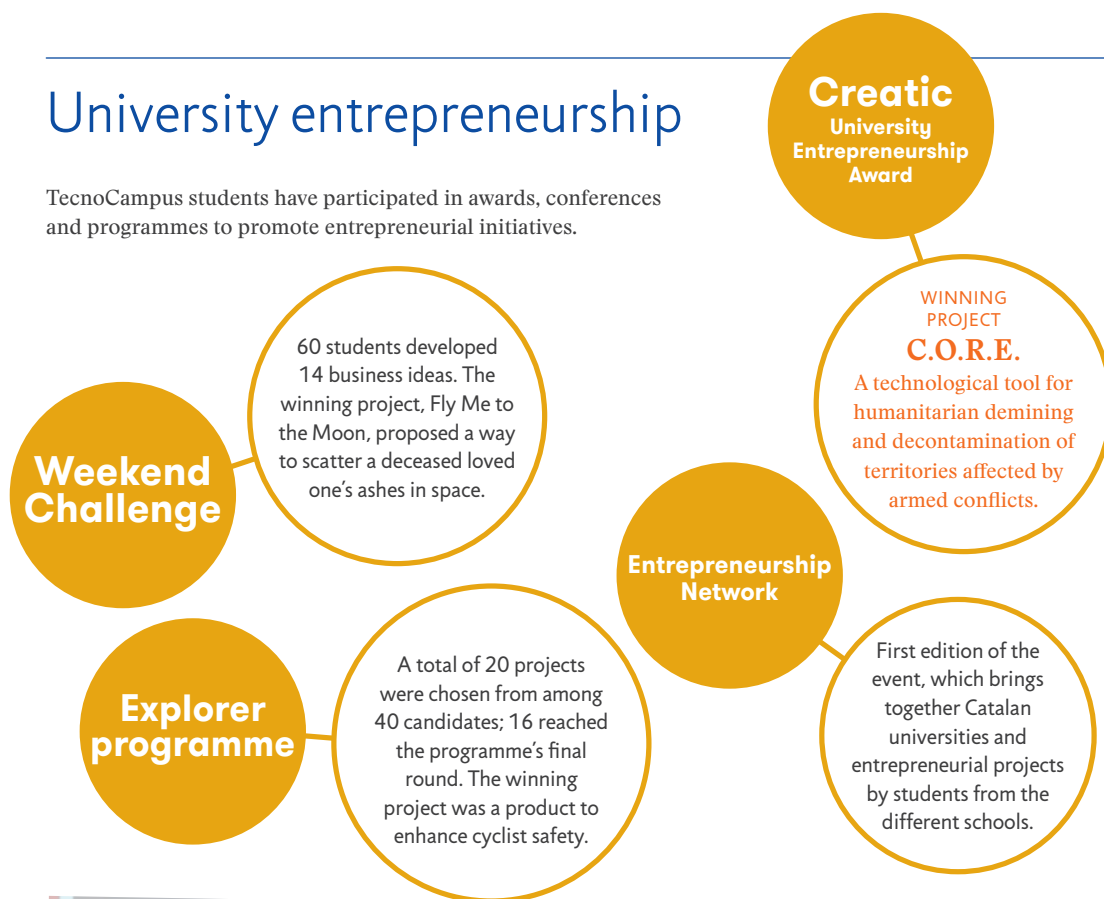 University entrepreneurship
TecnoCampus students have participated in awards, conferences
and programmes to promote entrepreneurial initiatives.
Creatic
University
Entrepreneurship
Award
WINNING
PROJECT
C.O.R.E.
A technological tool for
humanitarian demining
and decontamination of
territories affected by
armed conflicts.
Weekend
Challenge
60 students developed
14 business ideas. The
winning project, Fly Me to
the Moon, proposed a way
to scatter a deceased loved
one’s ashes in space.
Entrepreneurship
Network
First edition of the
event, which brings
together Catalan
universities and
entrepreneurial projects
by students from the
different schools.
Explorer
programme
A total of 20 projects
were chosen from among
40 candidates; 16 reached
the programme’s final
round. The winning
project was a product to
enhance cyclist safety.